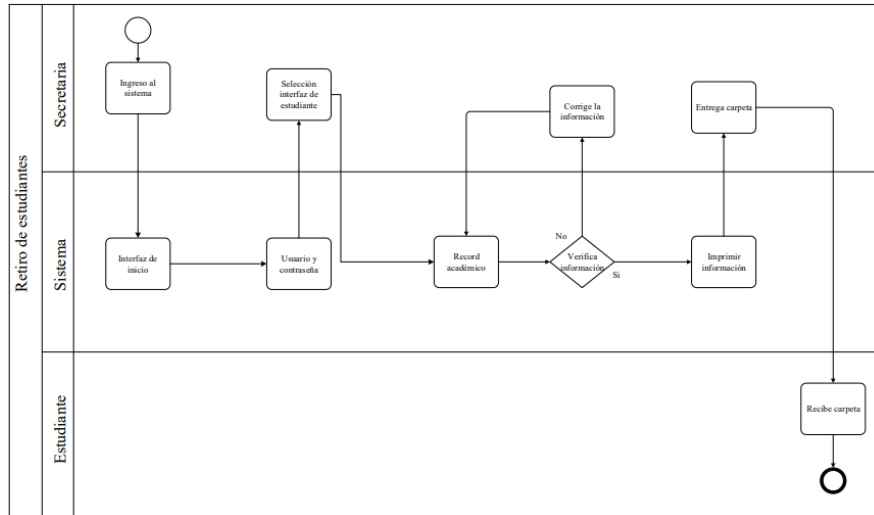 Retiro de estudiantes
Secretaria
Ingreso al
sistema
Selección
interfaz de
estudiante
Corrige la
información
Entrega carpeta
Sistema
Interfaz de
inicio
Usuario y
contraseña
Record
académico
No
Verifica
información
Si
Imprimir
información
Estudiante
Recibe carpeta